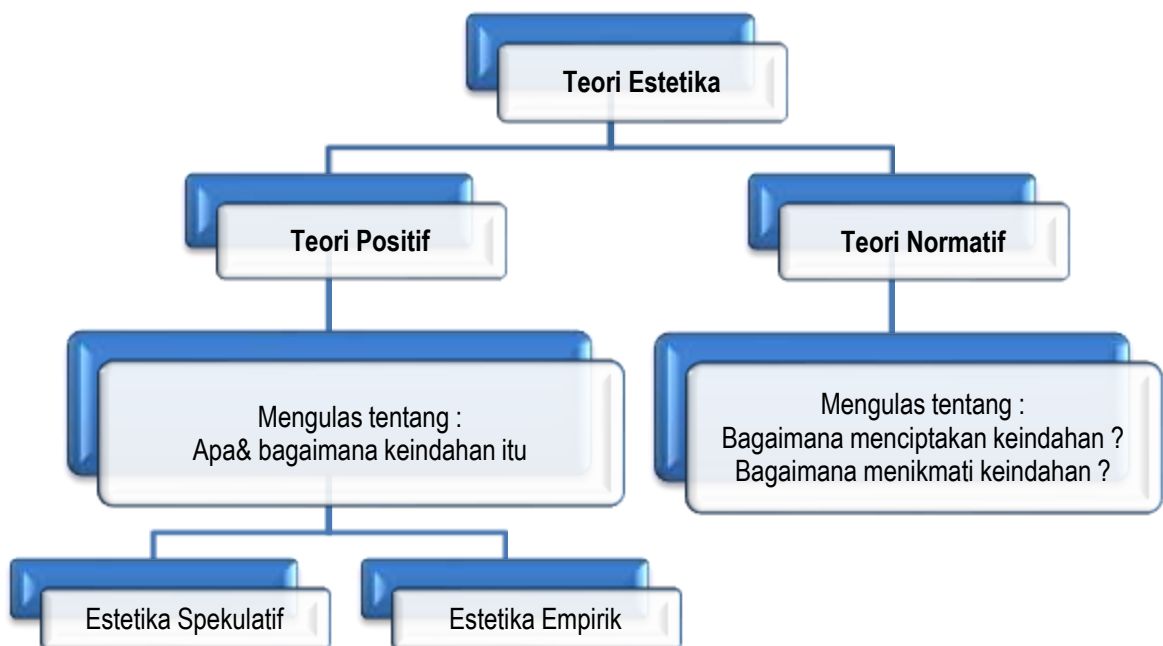 Teori Estetika
Teori Positif
Teori Normatif
Mengulas tentang :
Apa& bagaimana keindahan itu
Mengulas tentang :
Bagaimana menciptakan keindahan ?
Bagaimana menikmati keindahan ?
Estetika Spekulatif
Estetika Empirik